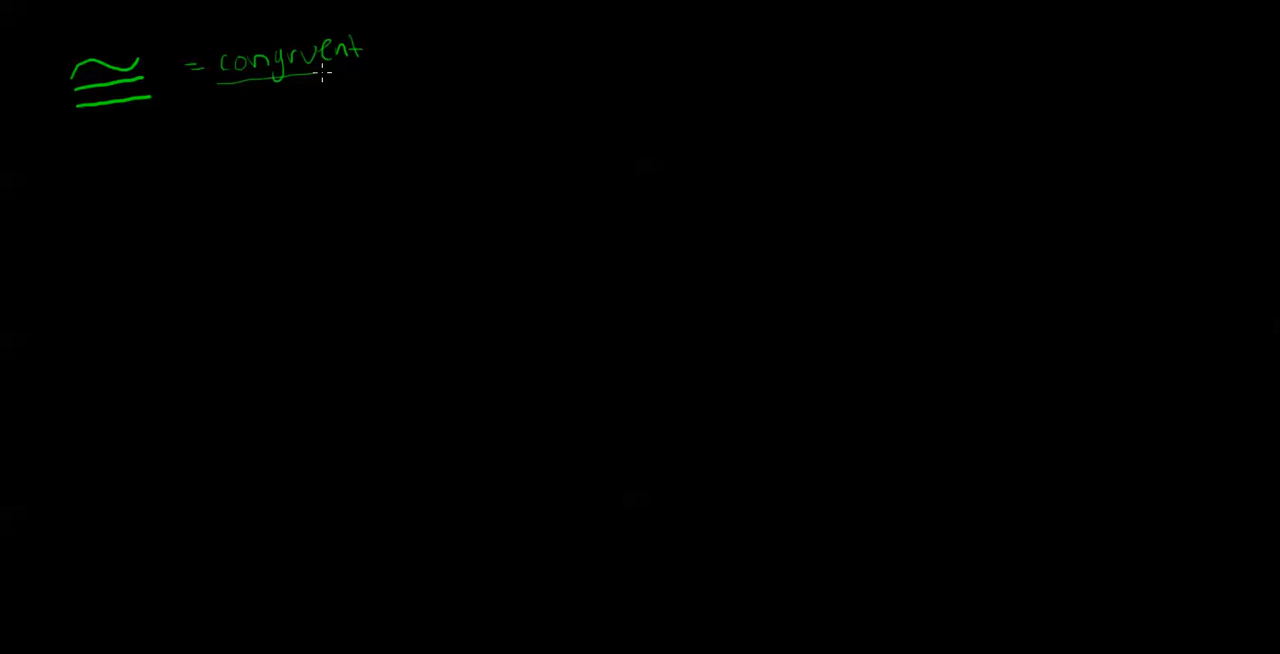 ≅ = congruent